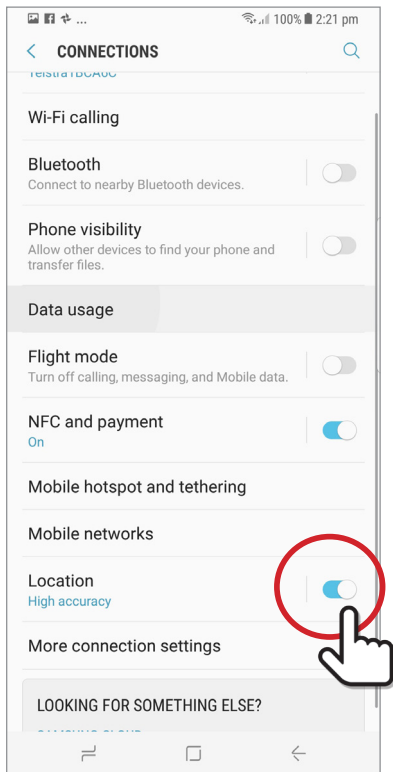 100% 2:21 pm
CONNECTIONS
Wi-Fi calling
Bluetooth
Connect to nearby Bluetooth devices.
Phone visibility
Allow other devices to find your phone and
transfer files.
Data usage
Flight mode
Turn off calling, messaging, and Mobile data.
NFC and payment
On
Mobile hotspot and tethering
Mobile networks
Location
High accuracy
More connection settings
LOOKING FOR SOMETHING ELSE?